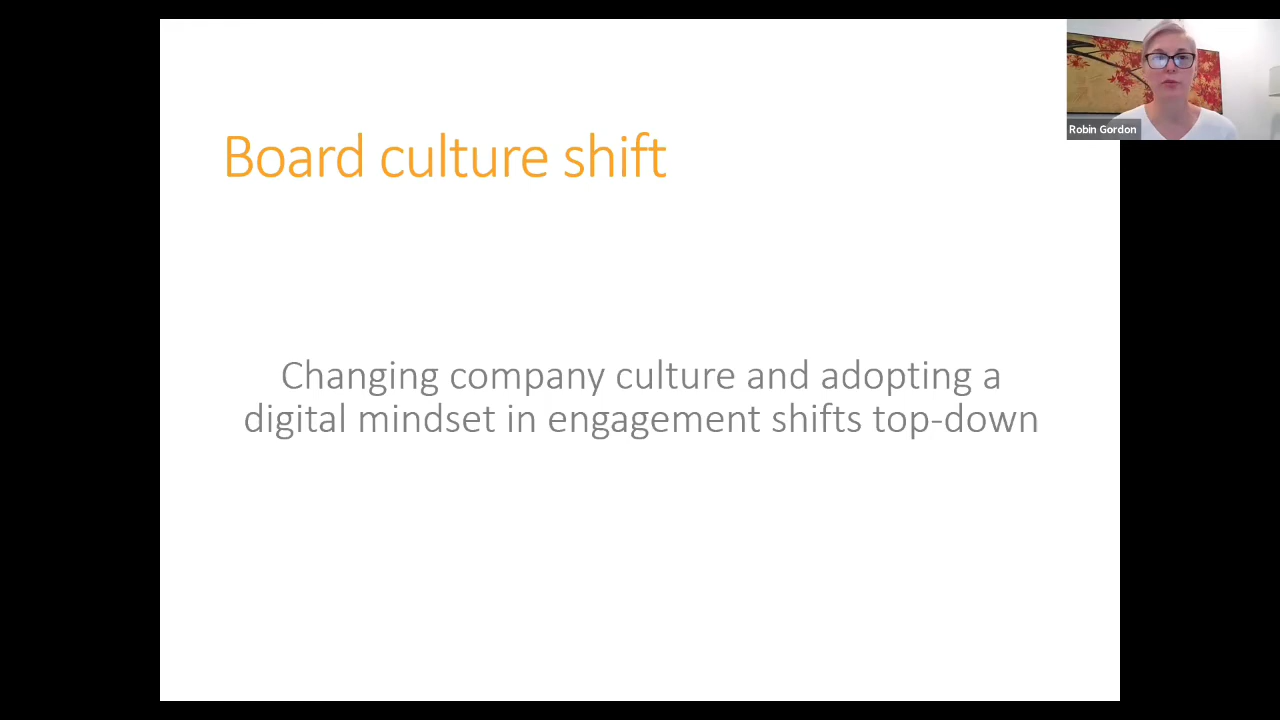 Board culture shift
Changing company culture and adopting a
digital mindset in engagement shifts top-down
Robin Gordon